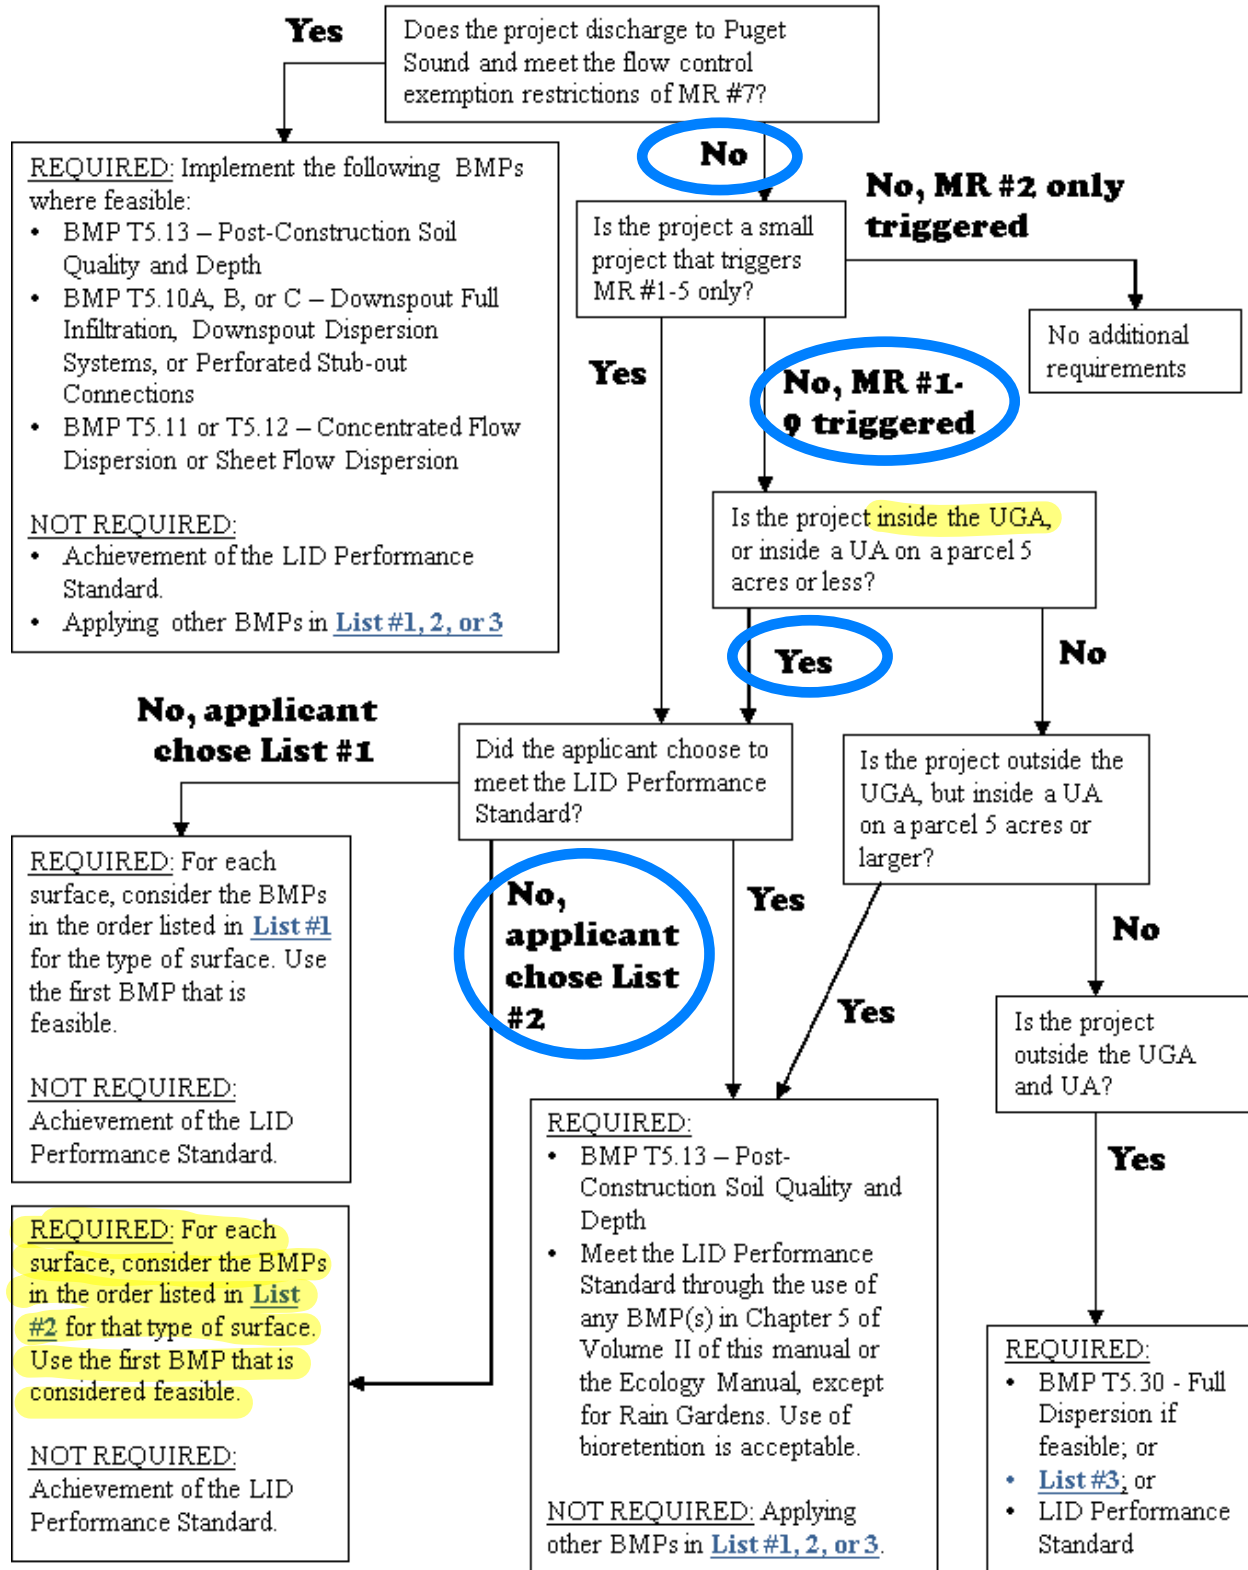 Yes
Does the project discharge to Puget
Sound and meet the flow control
exemption restrictions of MR #7?
No
REQUIRED: Implement the following BMPs
where feasible:
• BMP T5.13 – Post-Construction Soil
Quality and Depth
• BMP T5.10A, B, or C – Downspout Full
Infiltration, Downspout Dispersion
Systems, or Perforated Stub-out
Connections
• BMP T5.11 or T5.12 – Concentrated Flow
Dispersion or Sheet Flow Dispersion
NOT REQUIRED:
• Achievement of the LID Performance
Standard.
• Applying other BMPs in List #1, 2, or 3
Is the project a small
project that triggers
MR #1-5 only?
No, MR #2 only
triggered
No additional
requirements
Yes
No, MR #1-
9 triggered
Is the project inside the UGA,
or inside a UA on a parcel 5
acres or less?
Yes
No
No, applicant
chose List #1
Did the applicant choose to
meet the LID Performance
Standard?
Is the project outside the
UGA, but inside a UA
on a parcel 5 acres or
larger?
REQUIRED: For each
surface, consider the BMPs
in the order listed in List #1
for the type of surface. Use
the first BMP that is
feasible.
NOT REQUIRED:
Achievement of the LID
Performance Standard.
No,
applicant
chose List
#2
Yes
Yes
No
Is the project
outside the UGA
and UA?
Yes
REQUIRED: For each
surface, consider the BMPs
in the order listed in List
#2 for that type of surface.
Use the first BMP that is
considered feasible.
NOT REQUIRED:
Achievement of the LID
Performance Standard.
REQUIRED:
• BMP T5.13 – Post-
Construction Soil Quality and
Depth
• Meet the LID Performance
Standard through the use of
any BMP(s) in Chapter 5 of
Volume II of this manual or
the Ecology Manual, except
for Rain Gardens. Use of
bioretention is acceptable.
NOT REQUIRED: Applying
other BMPs in List #1, 2, or 3.
REQUIRED:
• BMP T5.30 - Full
Dispersion if
feasible; or
• List #3; or
• LID Performance
Standard